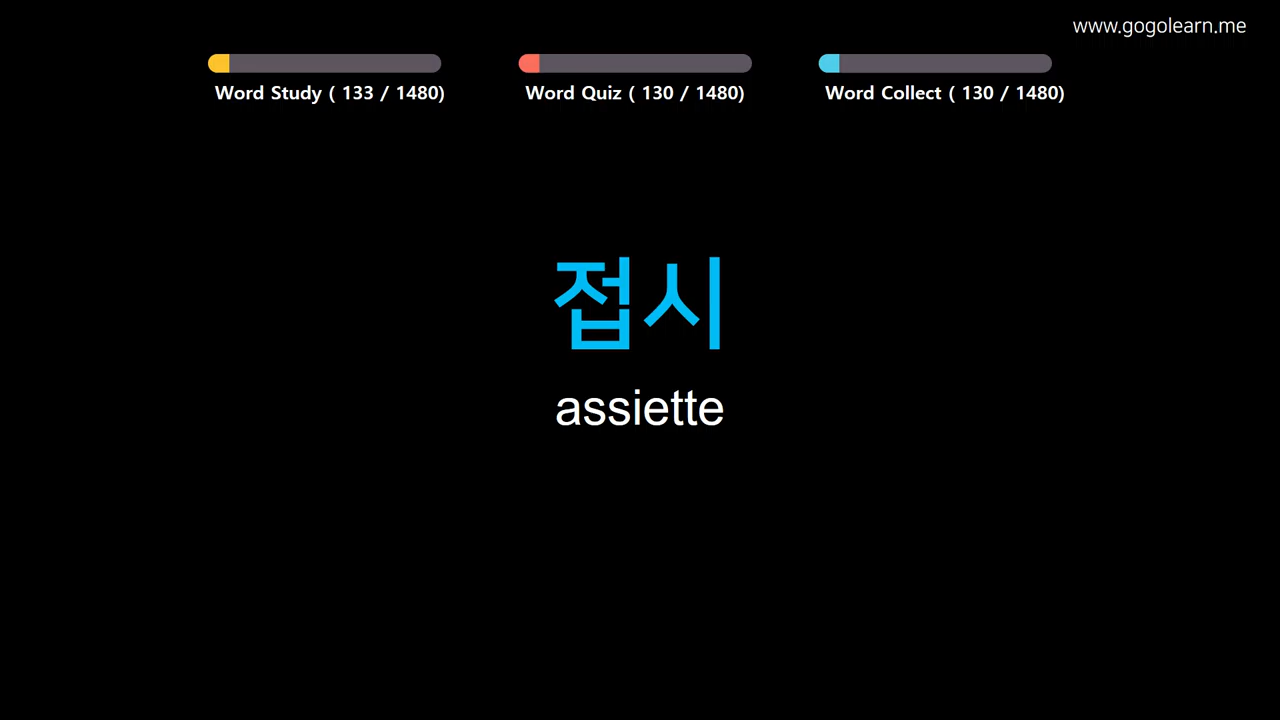 www.gogolearn.me
Word Study ( 133 / 1480)
Word Quiz ( 130 / 1480)
Word Collect ( 130 / 1480)
접시
assiette